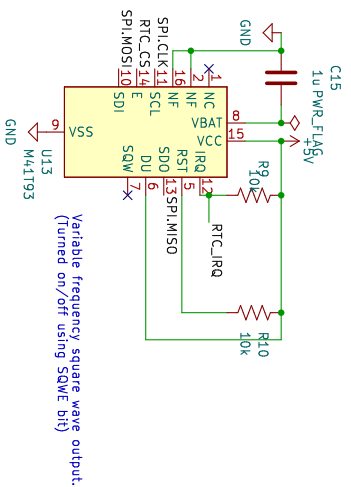 GND
C15
1u
PWR_FLAG
+5V
SPI.MOSI
RTC_CS
SPI.CLK
10
14
11
16
2
1
SDI
E
SCL
NF
NF
NC
VBAT
8
VCC
15
VSS
9
GND
U13
M41T93
SQW
DU
SDO
RST
IRQ
7
6
13
5
12
SPI.MISO
RTC_IRQ
R9
10k
R10
10k
Variable frequency square wave output.
(Turned on/off using SQWE bit)